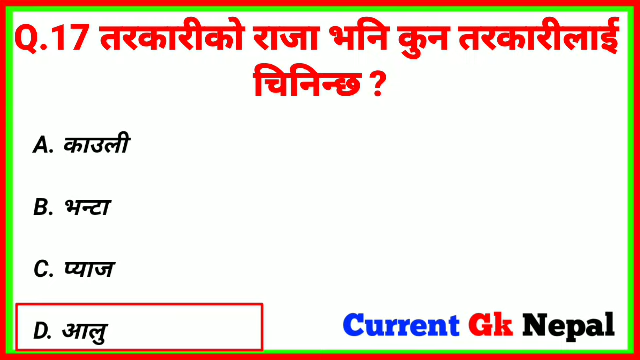 Q.17 तरकारीको राजा भनि कुन तरकारीलाई
चिनिन्छ ?
A. काउली
B. भन्टा
C. प्याज
D. आलु
Current Gk Nepal